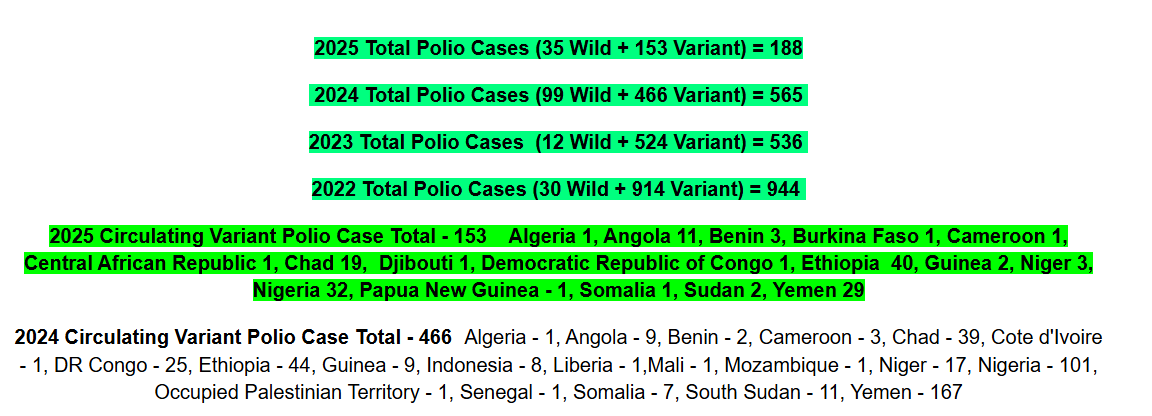 2025 Total Polio Cases (35 Wild + 153 Variant) = 188
2024 Total Polio Cases (99 Wild + 466 Variant) = 565
2023 Total Polio Cases  (12 Wild + 524 Variant) = 536
2022 Total Polio Cases (30 Wild + 914 Variant) = 944
2025 Circulating Variant Polio Case Total - 153    Algeria 1, Angola 11, Benin 3, Burkina Faso 1, Cameroon 1,
Central African Republic 1, Chad 19,  Djibouti 1, Democratic Republic of Congo 1, Ethiopia  40, Guinea 2, Niger 3,
Nigeria 32, Papua New Guinea - 1, Somalia 1, Sudan 2, Yemen 29
2024 Circulating Variant Polio Case Total - 466  Algeria - 1, Angola - 9, Benin - 2, Cameroon - 3, Chad - 39, Cote d'Ivoire
- 1, DR Congo - 25, Ethiopia - 44, Guinea - 9, Indonesia - 8, Liberia - 1,Mali - 1, Mozambique - 1, Niger - 17, Nigeria - 101,
Occupied Palestinian Territory - 1, Senegal - 1, Somalia - 7, South Sudan - 11, Yemen - 167